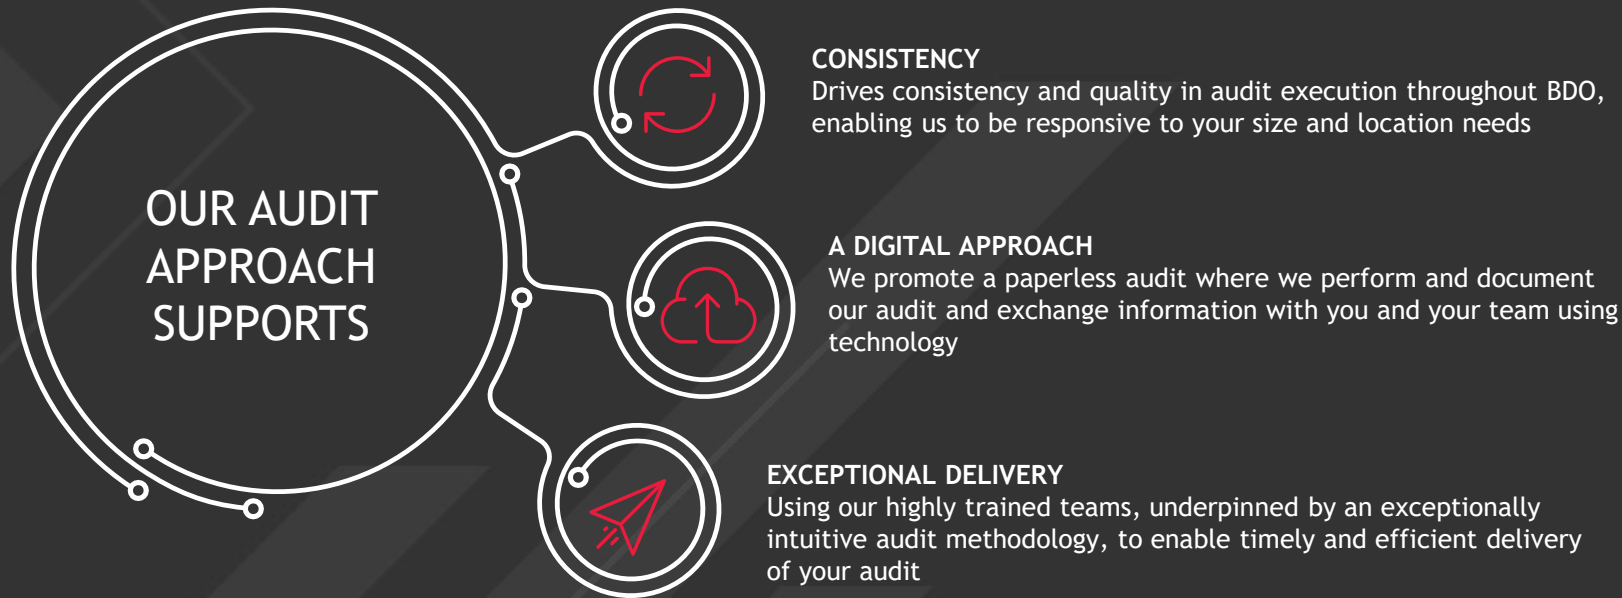 OUR AUDIT
APPROACH
SUPPORTS
CONSISTENCY
Drives consistency and quality in audit execution throughout BDO,
enabling us to be responsive to your size and location needs
A DIGITAL APPROACH
We promote a paperless audit where we perform and document
our audit and exchange information with you and your team using
technology
EXCEPTIONAL DELIVERY
Using our highly trained teams, underpinned by an exceptionally
intuitive audit methodology, to enable timely and efficient delivery
of your audit